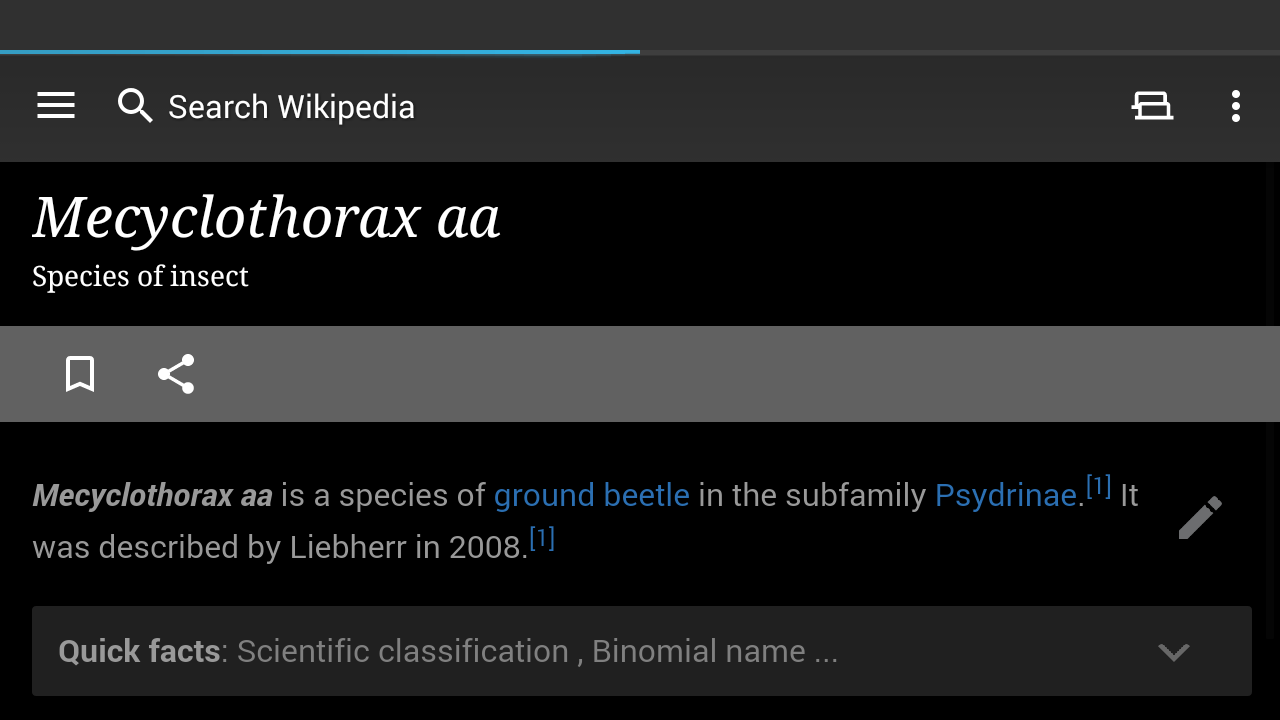 Search Wikipedia
Mecyclothorax aa
Species of insect
Mecyclothorax aa is a species of ground beetle in the subfamily Psydrinae.[1] It
was described by Liebherr in 2008.[1]
Quick facts: Scientific classification , Binomial name ...